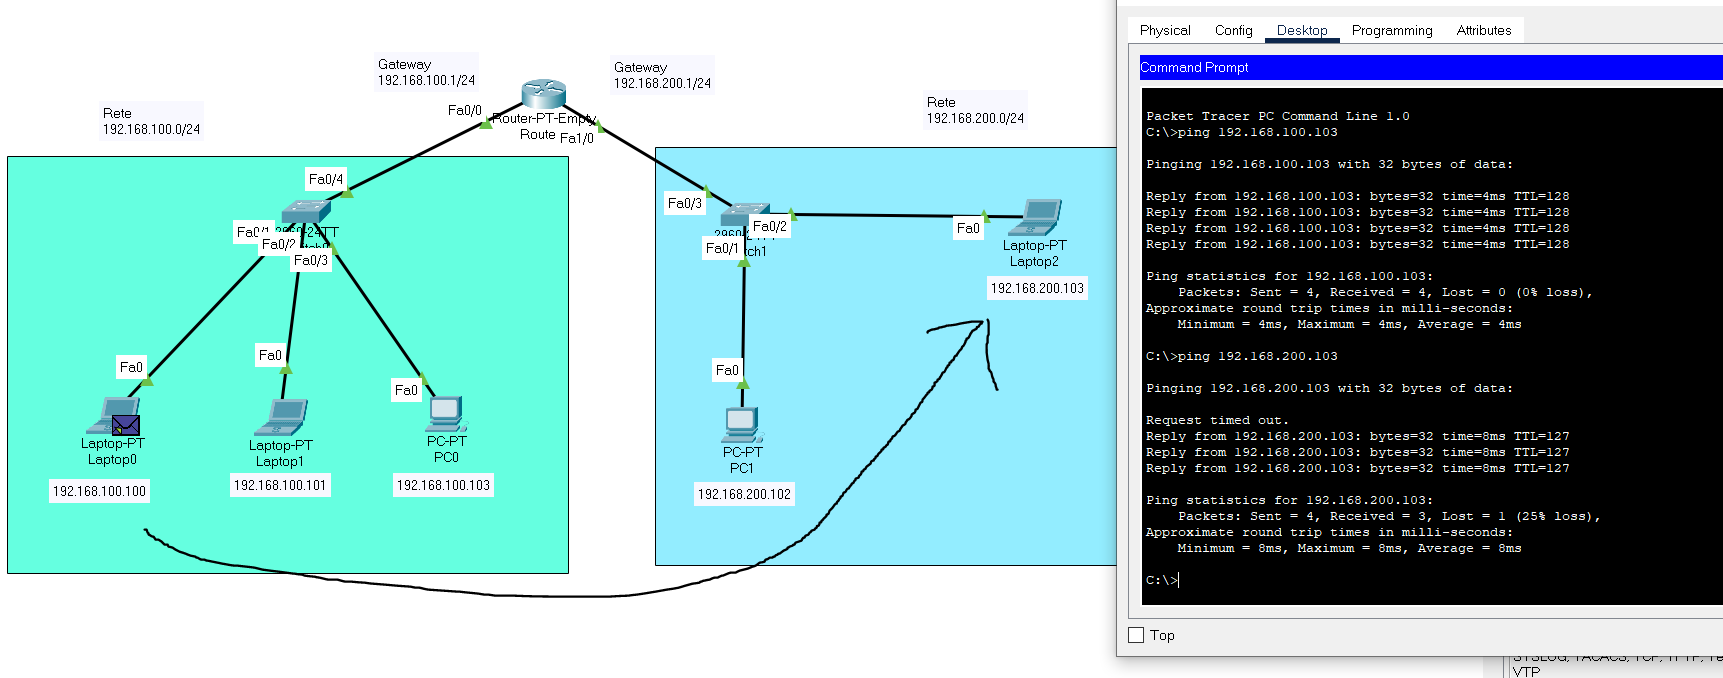 Gateway
192.168.100.1/24
Gateway
192.168.200.1/24
Rete
192.168.100.0/24
Rete
192.168.200.0/24
Fa0/0
Router-PT-Empty
Route
Fa1/0
Fa0/4
Fa0/1
Fa0/2
Fa0/3
Fa0
Fa0
Fa0
Laptop-PT
Laptop0
192.168.100.100
Laptop-PT
Laptop1
192.168.100.101
PC-PT
PC0
192.168.100.103
Fa0/3
Fa0/2
Fa0/1
Fa0
Laptop-PT
Laptop2
192.168.200.103
Fa0
PC-PT
PC1
192.168.200.102
Physical Config Desktop Programming Attributes
Command Prompt
Packet Tracer PC Command Line 1.0
C:\>ping 192.168.100.103
Pinging 192.168.100.103 with 32 bytes of data:
Reply from 192.168.100.103: bytes=32 time=4ms TTL=128
Reply from 192.168.100.103: bytes=32 time=4ms TTL=128
Reply from 192.168.100.103: bytes=32 time=4ms TTL=128
Reply from 192.168.100.103: bytes=32 time=4ms TTL=128
Ping statistics for 192.168.100.103:
Packets: Sent = 4, Received = 4, Lost = 0 (0% loss),
Approximate round trip times in milli-seconds:
Minimum = 4ms, Maximum = 4ms, Average = 4ms
C:\>ping 192.168.200.103
Pinging 192.168.200.103 with 32 bytes of data:
Request timed out.
Reply from 192.168.200.103: bytes=32 time=8ms TTL=127
Reply from 192.168.200.103: bytes=32 time=8ms TTL=127
Reply from 192.168.200.103: bytes=32 time=8ms TTL=127
Ping statistics for 192.168.200.103:
Packets: Sent = 4, Received = 3, Lost = 1 (25% loss),
Approximate round trip times in milli-seconds:
Minimum = 8ms, Maximum = 8ms, Average = 8ms
C:\>
Top
VTP